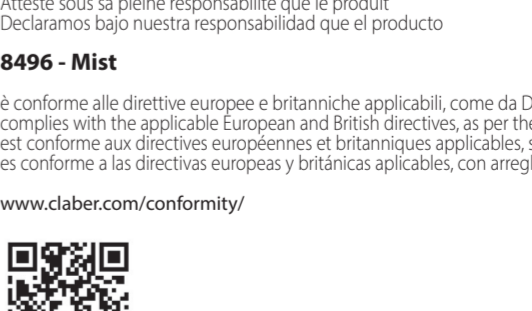 Atteste sous sa pleine responsabilité que le produit
Declaramos bajo nuestra responsabilidad que el producto
8496 - Mist
è conforme alle direttive europee e britanniche applicabili, come da D
complies with the applicable European and British directives, as per the
est conforme aux directives européennes et britanniques applicables, s
es conforme a las directivas europeas y británicas aplicables, con arregl
www.claber.com/conformity/